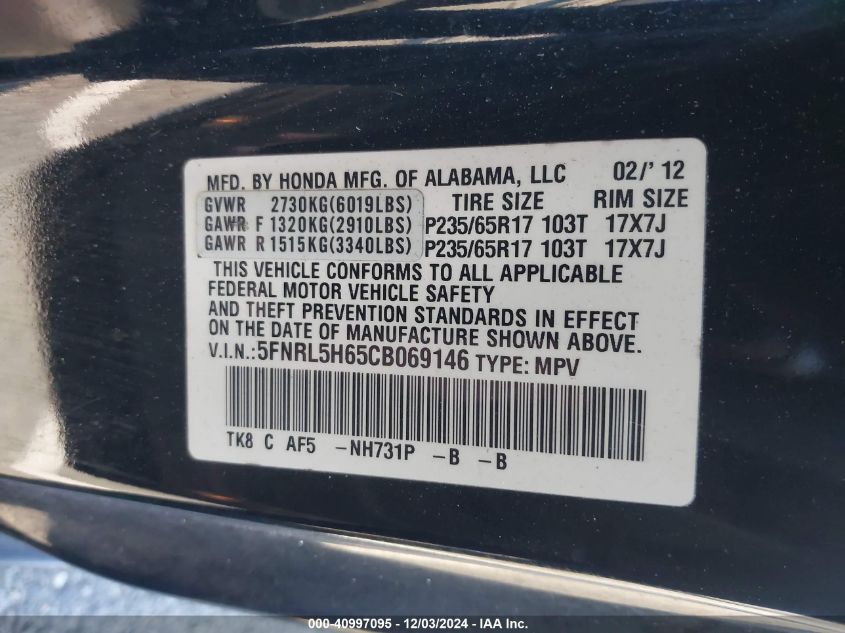 MFD. BY HONDA MFG. OF ALABAMA, LLC 02/'12
GVWR 2730KG(6019LBS) TIRE SIZE RIM SIZE
GAWR F 1320KG(2910LBS) P235/65R17 103T 17X7J
GAWR R 1515KG(3340LBS) P235/65R17 103T 17X7J
THIS VEHICLE CONFORMS TO ALL APPLICABLE
FEDERAL MOTOR VEHICLE SAFETY
AND THEFT PREVENTION STANDARDS IN EFFECT
ON THE DATE OF MANUFACTURE SHOWN ABOVE.
V.I.N.:5FNRL5H65CB069146 TYPE: MPV
TK8 C AF5 -NH731P -B -B
000-40997095 - 12/03/2024 - IAA Inc.